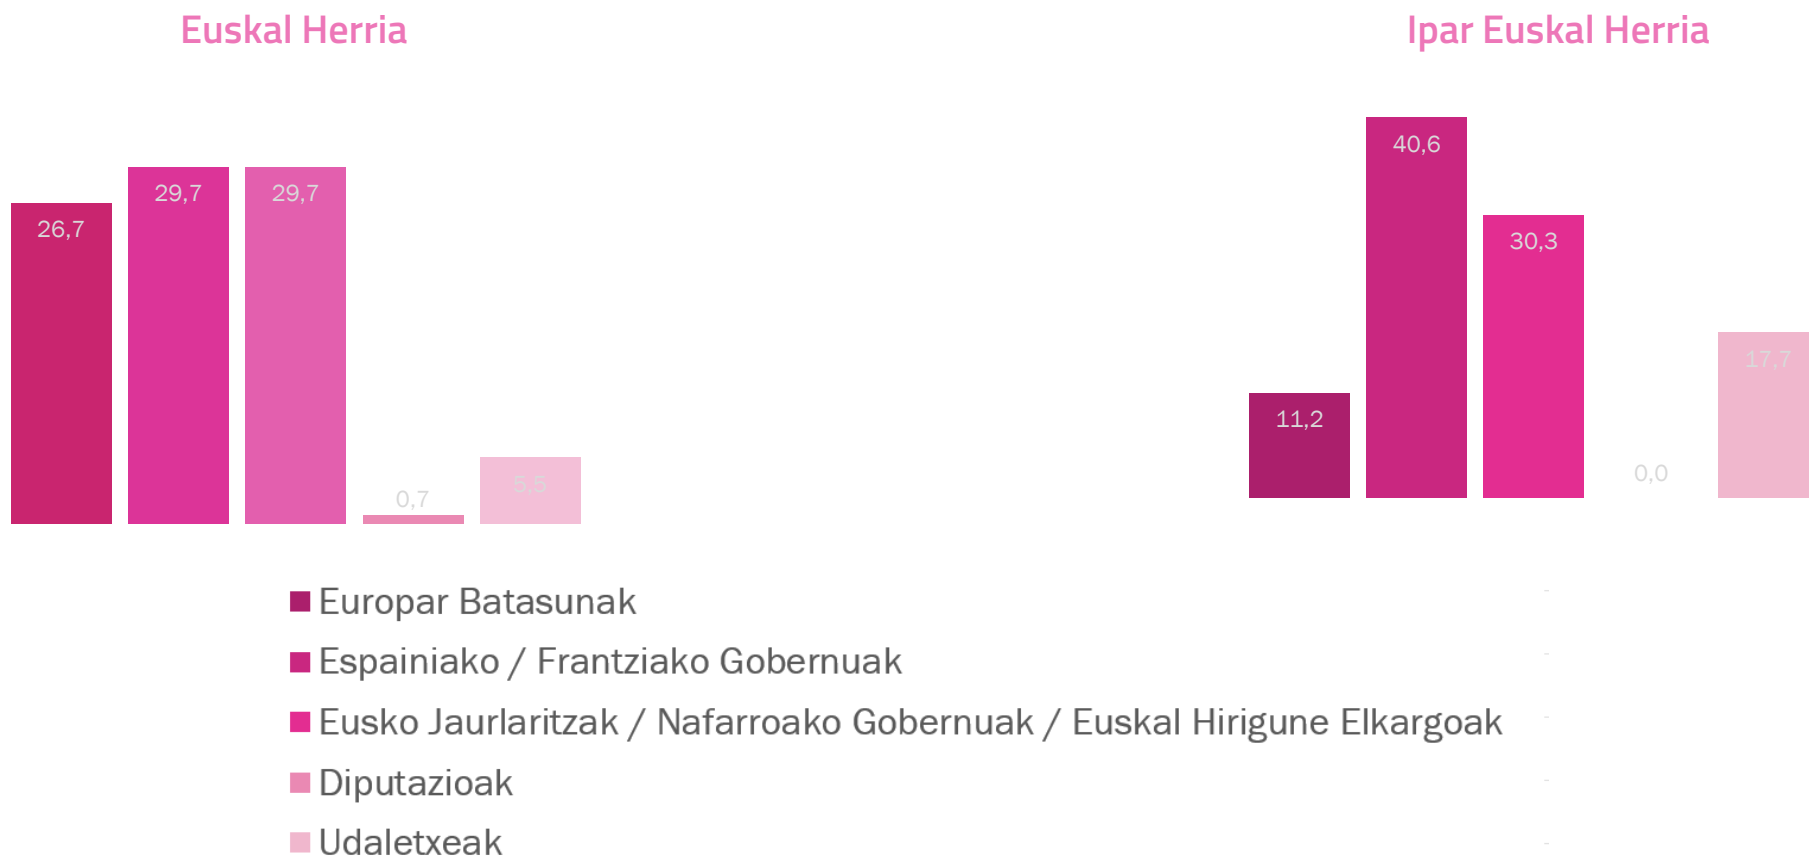 Euskal Herria
Ipar Euskal Herria
26,7
29,7
29,7
0,7
5,5
11,2
40,6
30,3
0,0
17,7
Europar Batasunak
Espainiako / Frantziako Gobernuak
Eusko Jaurlaritzak / Nafarroako Gobernuak / Euskal Hirigune Elkargoak
Diputazioak
Udaletxeak